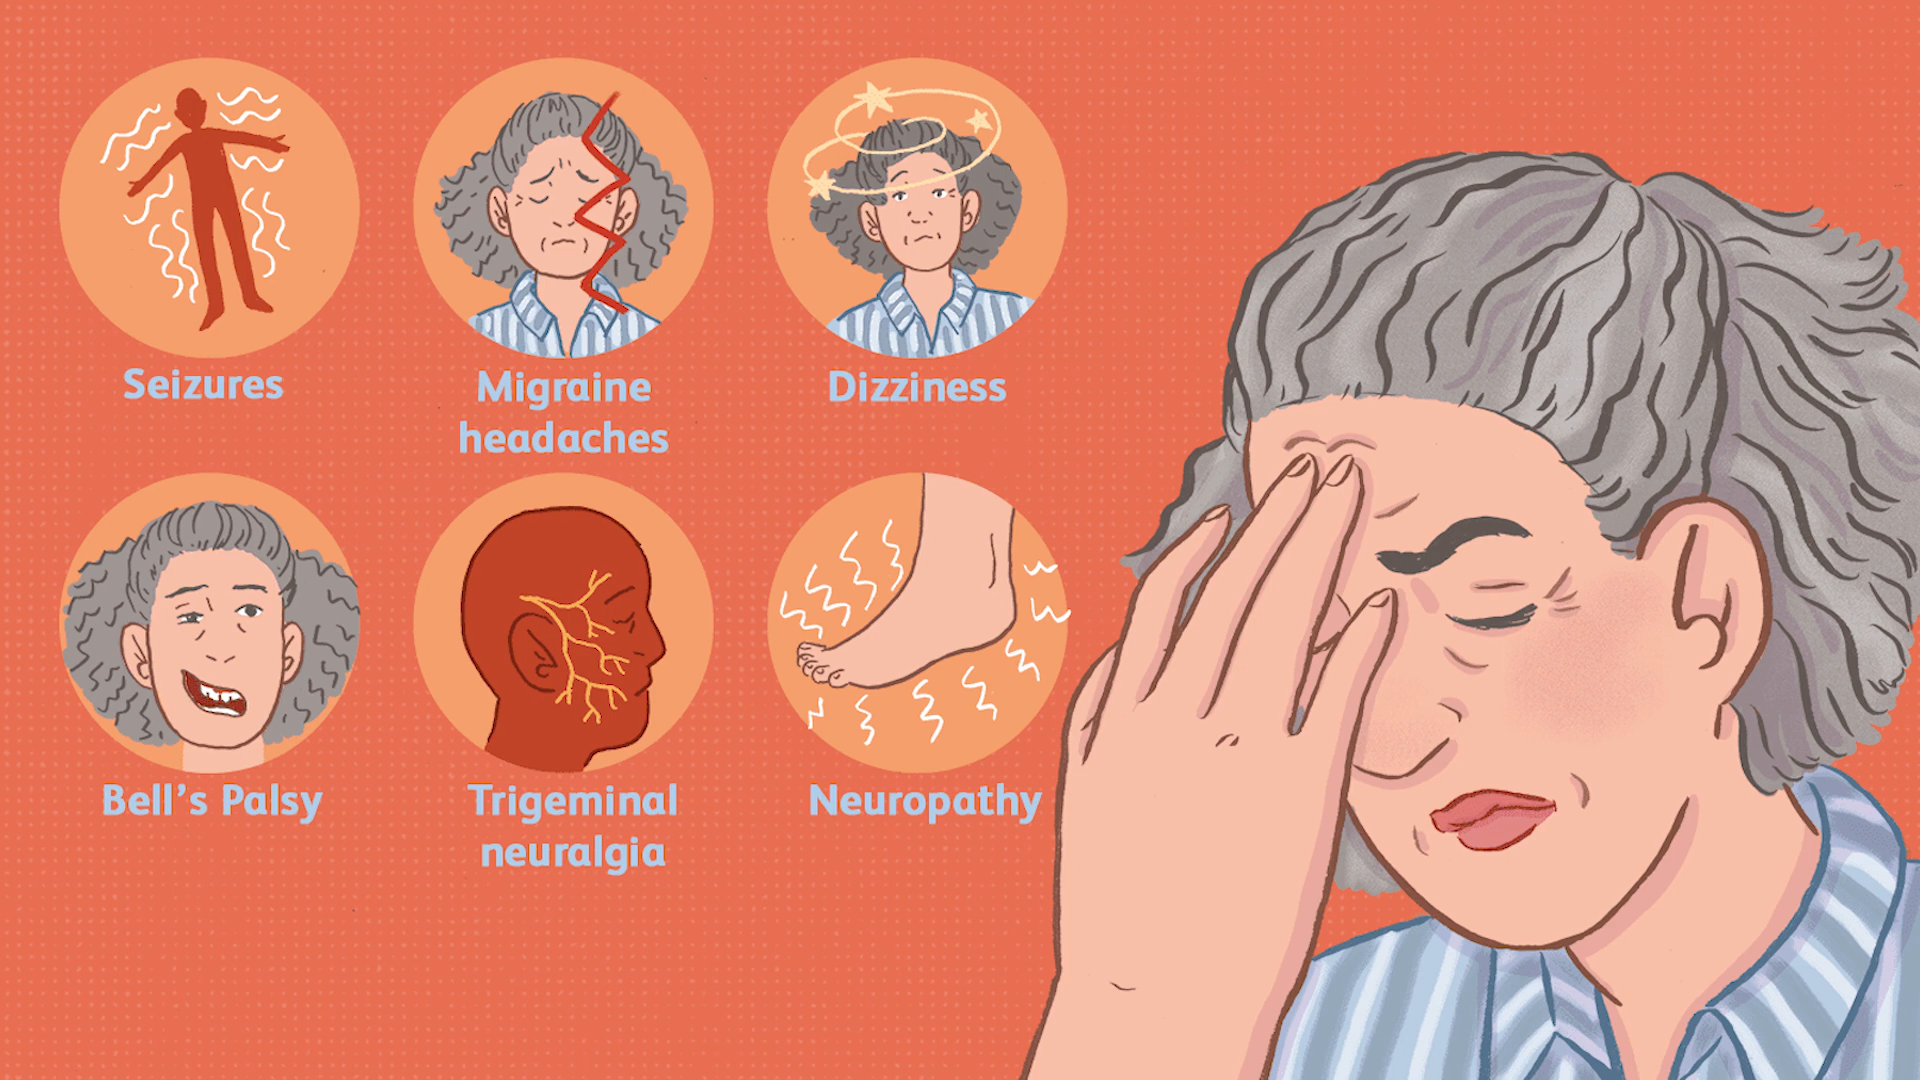 Seizures
Migraine
headaches
Dizziness
Bell's Palsy
Trigeminal
neuralgia
Neuropathy